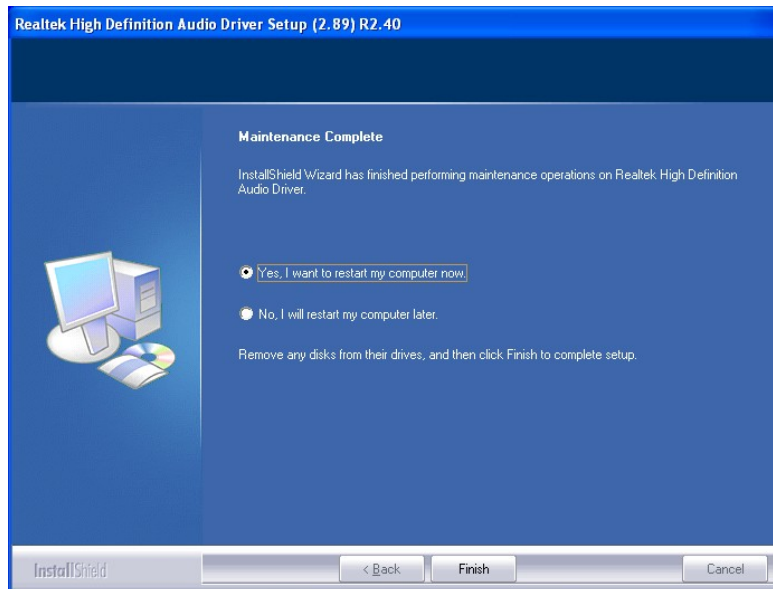 Realtek High Definition Audio Driver Setup (2.89) R2.40
Maintenance Complete
InstallShield Wizard has finished performing maintenance operations on Realtek High Definition
Audio Driver.
Yes, I want to restart my computer now.
No, I will restart my computer later.
Remove any disks from their drives, and then click Finish to complete setup.
InstallShield
< Back
Finish
Cancel